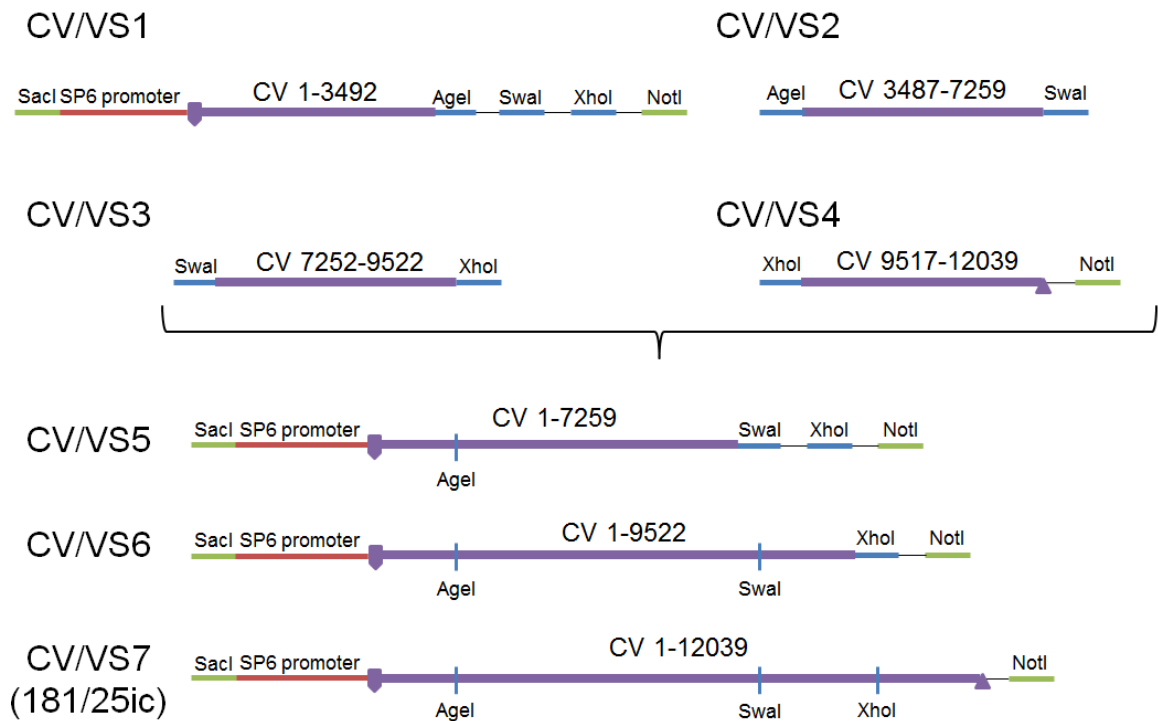 CV/VS1
SacI SP6 promoter CV 1-3492 AgeI SwaI XhoI NotI
CV/VS2
AgeI CV 3487-7259 SwaI
CV/VS3
SwaI CV 7252-9522 XhoI
CV/VS4
XhoI CV 9517-12039 NotI
CV/VS5
SacI SP6 promoter CV 1-7259 SwaI XhoI NotI
AgeI
CV/VS6
SacI SP6 promoter CV 1-9522 XhoI NotI
AgeI SwaI
CV/VS7
(181/25ic)
SacI SP6 promoter CV 1-12039 NotI
AgeI SwaI XhoI